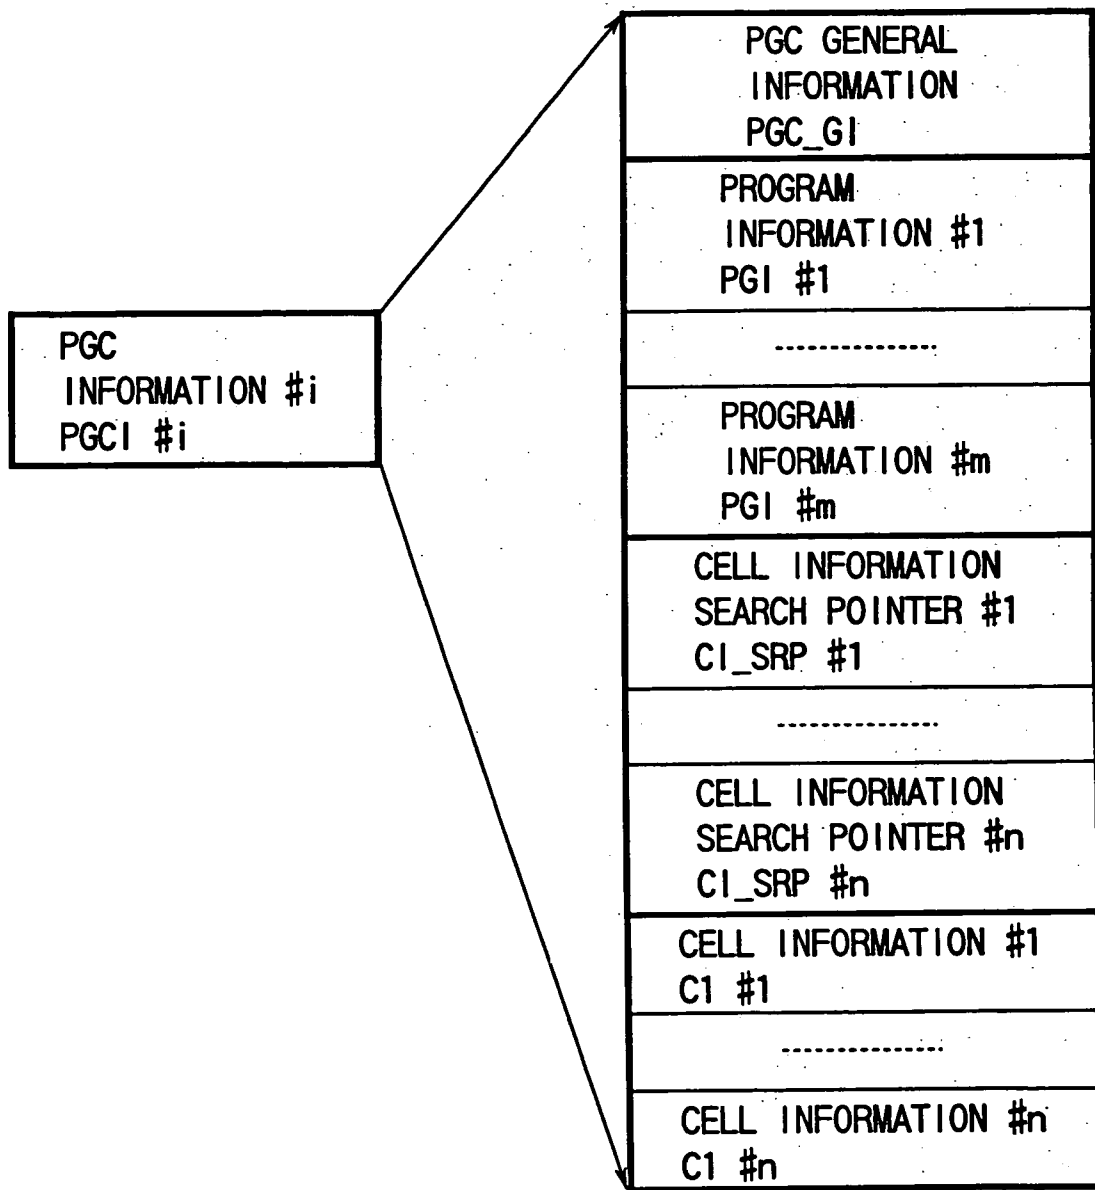 PGC GENERAL
INFORMATION
PGC_GI
PROGRAM
INFORMATION #1
PGI #1
PGC
INFORMATION #i
PGCI #i
PROGRAM
INFORMATION #m
PGI #m
CELL INFORMATION
SEARCH POINTER #1
CI_SRP #1
CELL INFORMATION
SEARCH POINTER #n
CI_SRP #n
CELL INFORMATION #1
C1 #1
CELL INFORMATION #n
C1 #n